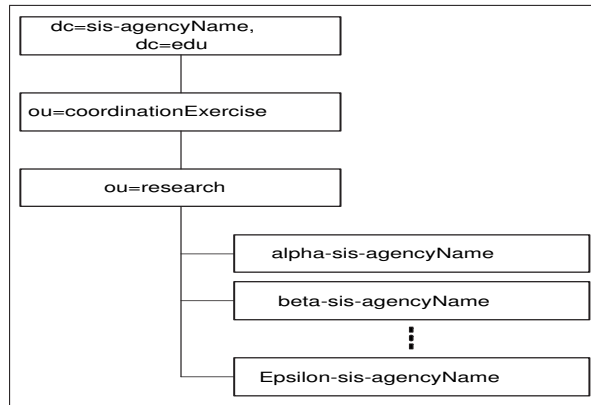 dc=sis-agencyName,
dc=edu
ou=coordinationExercise
ou=research
alpha-sis-agencyName
beta-sis-agencyName
Epsilon-sis-agencyName